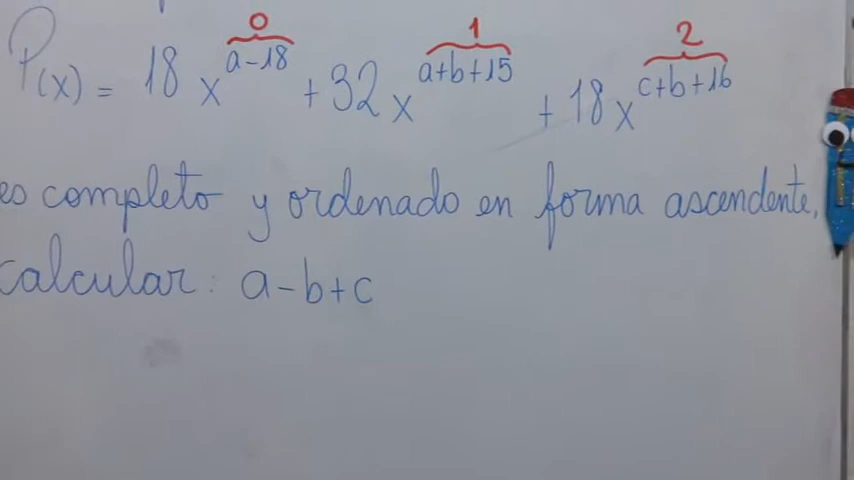 0 1 2
P(x) = 18 x^(a-18) + 32 x^(a+b+15) + 18 x^(c+b+16)
es completo y ordenado en forma ascendente,
calcular: a-b+c